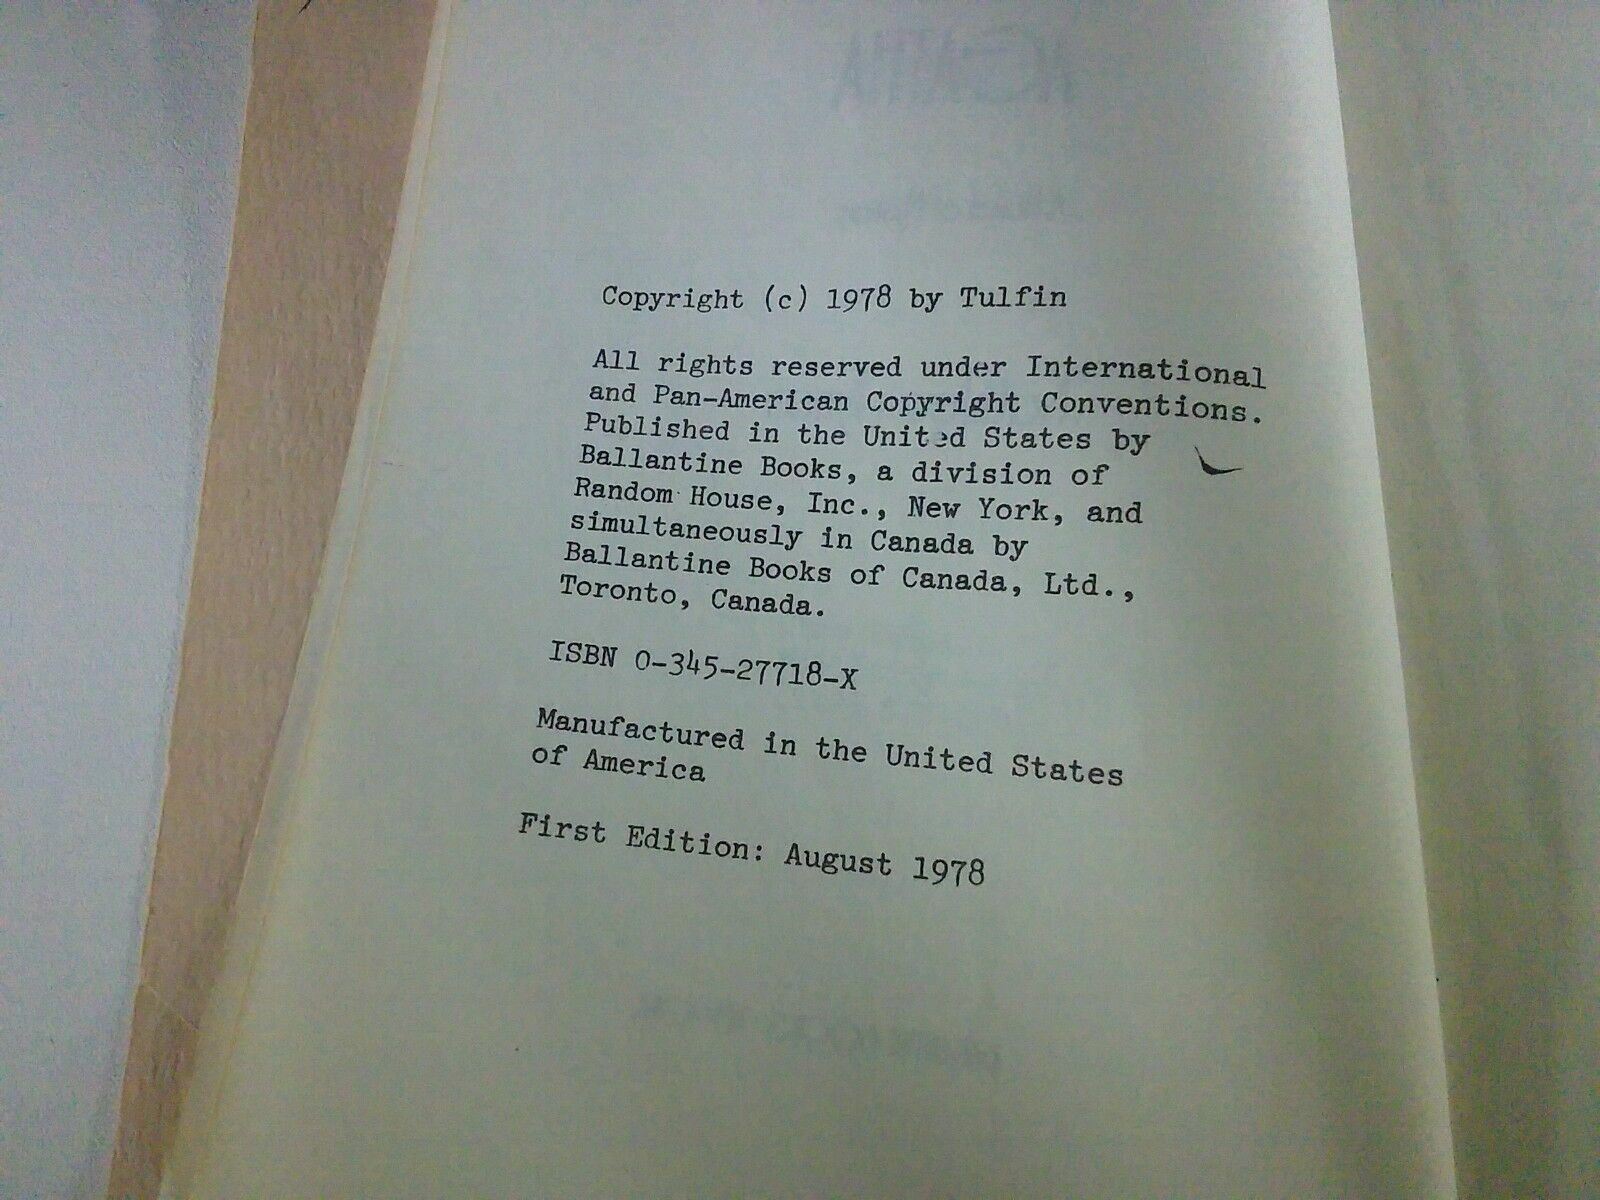 Copyright (c) 1978 by Tulfin
All rights reserved under International
and Pan-American Copyright Conventions.
Published in the United States by
Ballantine Books, a division of
Random House, Inc., New York, and
simultaneously in Canada by
Ballantine Books of Canada, Ltd.,
Toronto, Canada.
ISBN 0-345-27718-X
Manufactured in the United States
of America
First Edition: August 1978